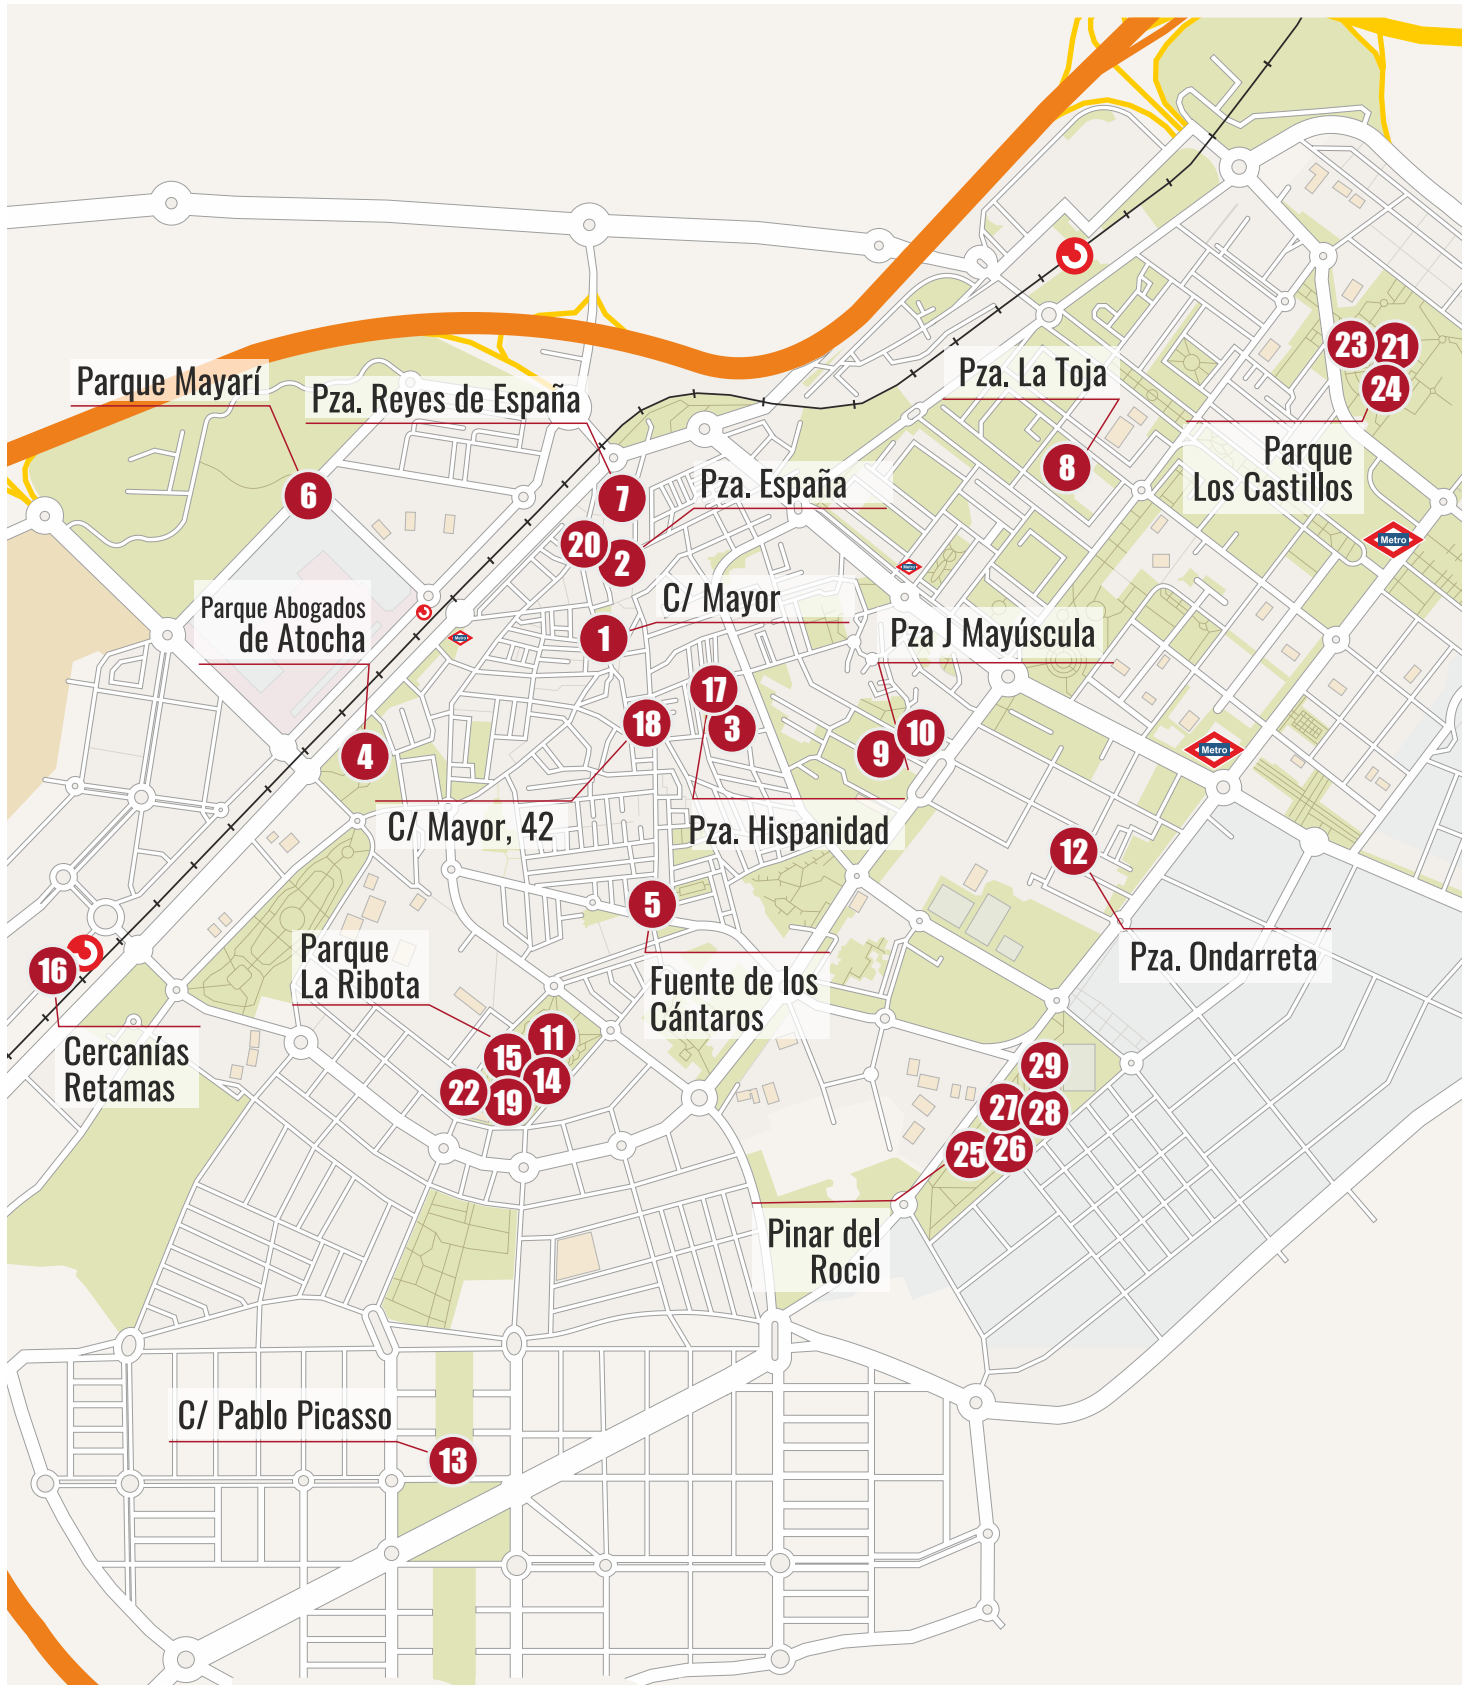 23
21
24
Parque Mayarí
Pza. Reyes de España
Pza. La Toja
Parque
Los Castillos
8
6
7
Pza. España
20
2
Metro
Metro
Parque Abogados
de Atocha
C/ Mayor
1
Metro
Pza J Mayúscula
17
18
3
10
9
4
Metro
C/ Mayor, 42
Pza. Hispanidad
12
5
Parque
La Ribota
Fuente de los
Cántaros
Pza. Ondarreta
16
Cercanías
Retamas
11
15
14
22
19
29
27
28
26
25
Pinar del
Rocio
C/ Pablo Picasso
13